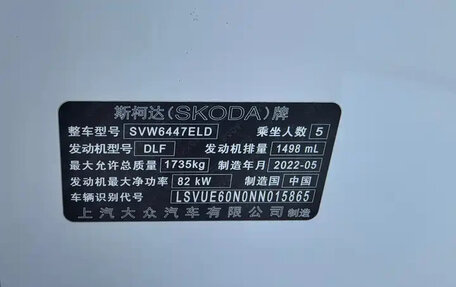 斯柯达(SKODA)牌
整车型号 SVW6447ELD 乘坐人数 5
发动机型号 DLF 发动机排量 1498 mL
最大允许总质量 1735kg 制造年月 2022-05
发动机最大净功率 82 kW 制造国 中国
车辆识别代号 LSVUE60N0NN015865
上汽大众汽车有限公司 制造